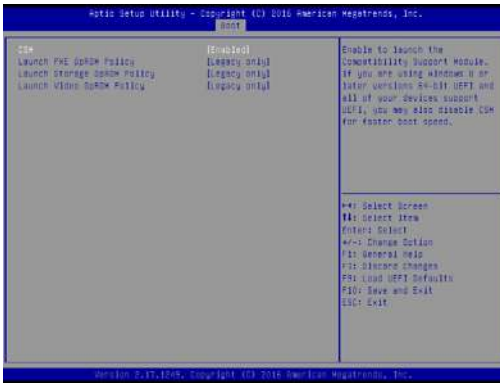 Aptio Setup Utility - Copyright (C) 2016 American Megatrends, Inc.
Boot
CSM [Enabled]
Launch PXE OpROM Policy [Legacy only]
Launch Storage OpROM Policy [Legacy only]
Launch Video OpROM Policy [Legacy only]
Enable to launch the
Compatibility Support Module.
If you are using Windows 8 or
later versions 64-bit UEFI and
all of your devices support
UEFI, you may also disable CSM
for faster boot speed.
→←: Select Screen
↑↓: Select Item
Enter: Select
+/-: Change Option
F1: General Help
F7: Discard Changes
F9: Load UEFI Defaults
F10: Save and Exit
ESC: Exit
Version 2.17.1249. Copyright (C) 2016 American Megatrends, Inc.